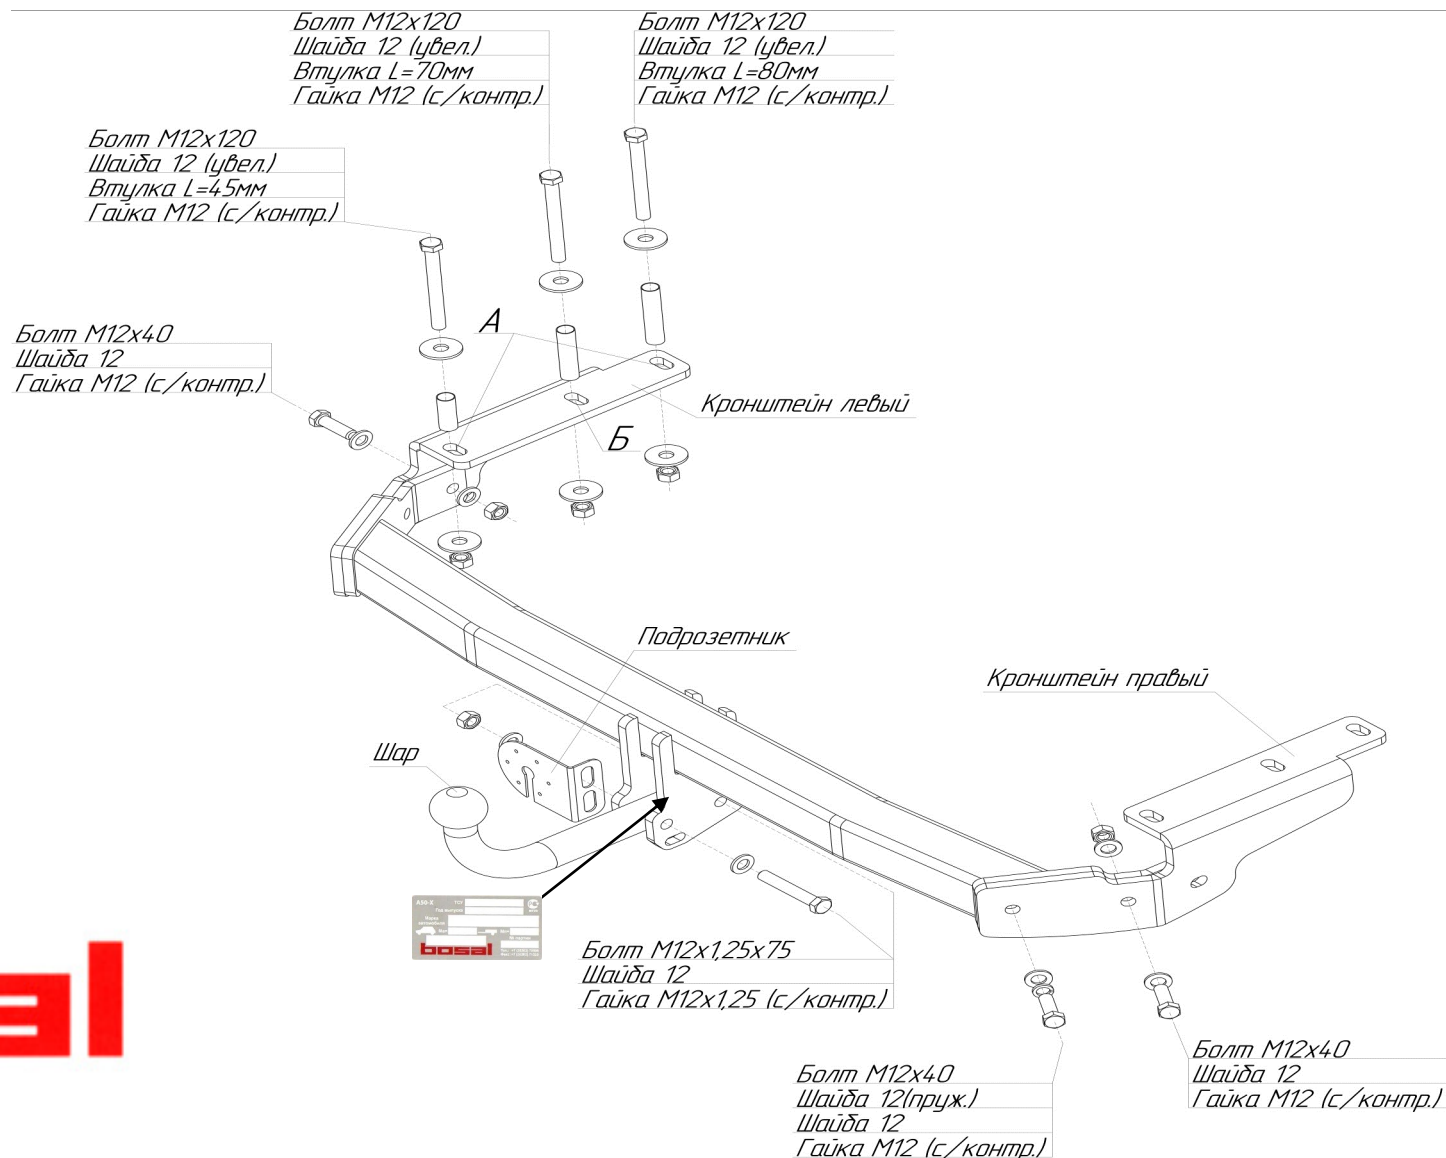 Болт М12х120
Шайба 12 (увел.)
Втулка L=70мм
Гайка М12 (с/контр.)
Болт М12х120
Шайба 12 (увел.)
Втулка L=80мм
Гайка М12 (с/контр.)
Болт М12х120
Шайба 12 (увел.)
Втулка L=45мм
Гайка М12 (с/контр.)
А
Болт М12х40
Шайба 12
Гайка М12 (с/контр.)
Кронштейн левый
Б
Подрозетник
Кронштейн правый
Шар
A50-X
ТСУ
bosal
Болт М12х1,25х75
Шайба 12
Гайка М12х1,25 (с/контр.)
al
Болт М12х40
Шайба 12(пруж.)
Шайба 12
Гайка М12 (с/контр.)
Болт М12х40
Шайба 12
Гайка М12 (с/контр.)